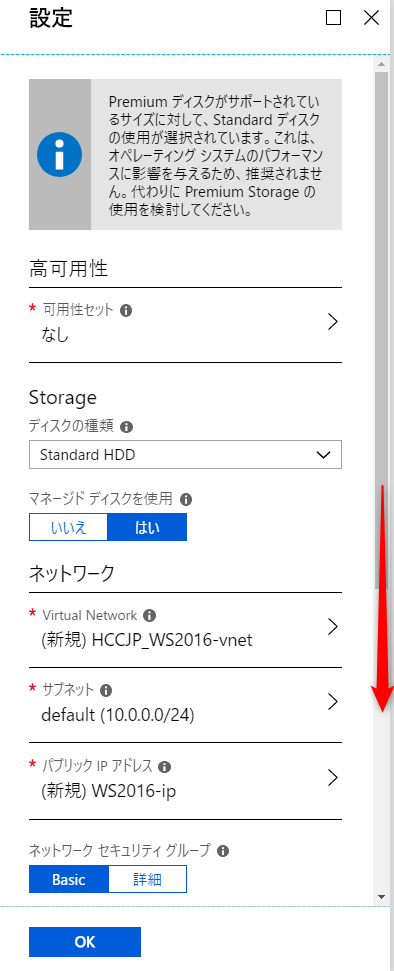 設定
Premium ディスクがサポートされてい
るサイズに対して、Standard ディスク
の使用が選択されています。これは、
オペレーティング システムのパフォーマン
スに影響を与えるため、推奨されませ
ん。代わりに Premium Storage の
使用を検討してください。
高可用性
* 可用性セット
なし
Storage
ディスクの種類
Standard HDD
マネージド ディスクを使用
いいえ はい
ネットワーク
* Virtual Network
(新規) HCCJP_WS2016-vnet
* サブネット
default (10.0.0.0/24)
* パブリック IP アドレス
(新規) WS2016-ip
ネットワーク セキュリティ グループ
Basic 詳細
OK